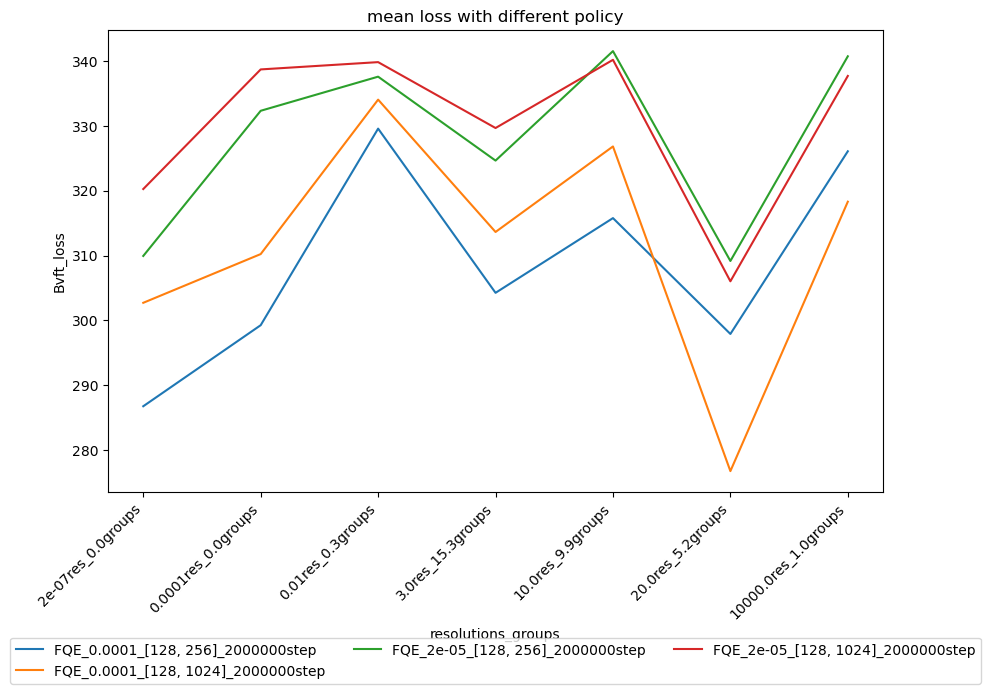 mean loss with different policy
Bvft_loss
340
330
320
310
300
290
280
2e-07res_0.0groups
0.0001res_0.0groups
0.01res_0.3groups
3.0res_15.3groups
10.0res_9.9groups
20.0res_5.2groups
10000.0res_1.0groups
resolutions_groups
FQE_0.0001_[128, 256]_2000000step
FQE_0.0001_[128, 1024]_2000000step
FQE_2e-05_[128, 256]_2000000step
FQE_2e-05_[128, 1024]_2000000step